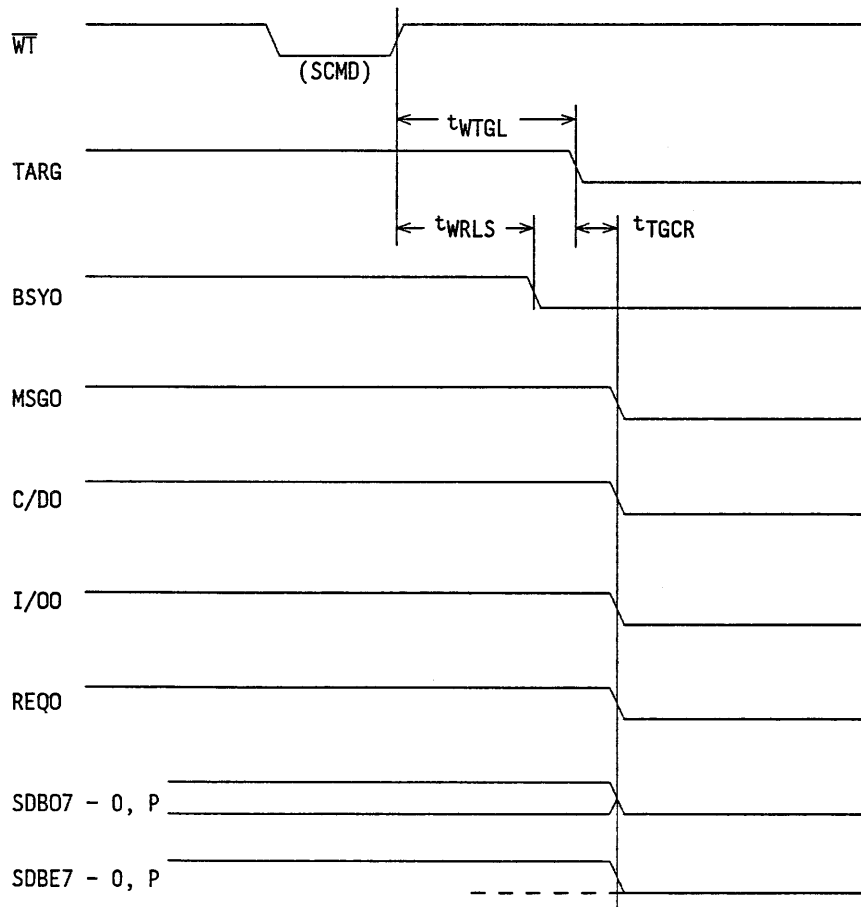 WT
(SCMD)
tWTGL
TARG
tWRLS
tTGCR
BSYO
MSGO
C/DO
I/OO
REQO
SDBO7 - 0, P
SDBE7 - 0, P